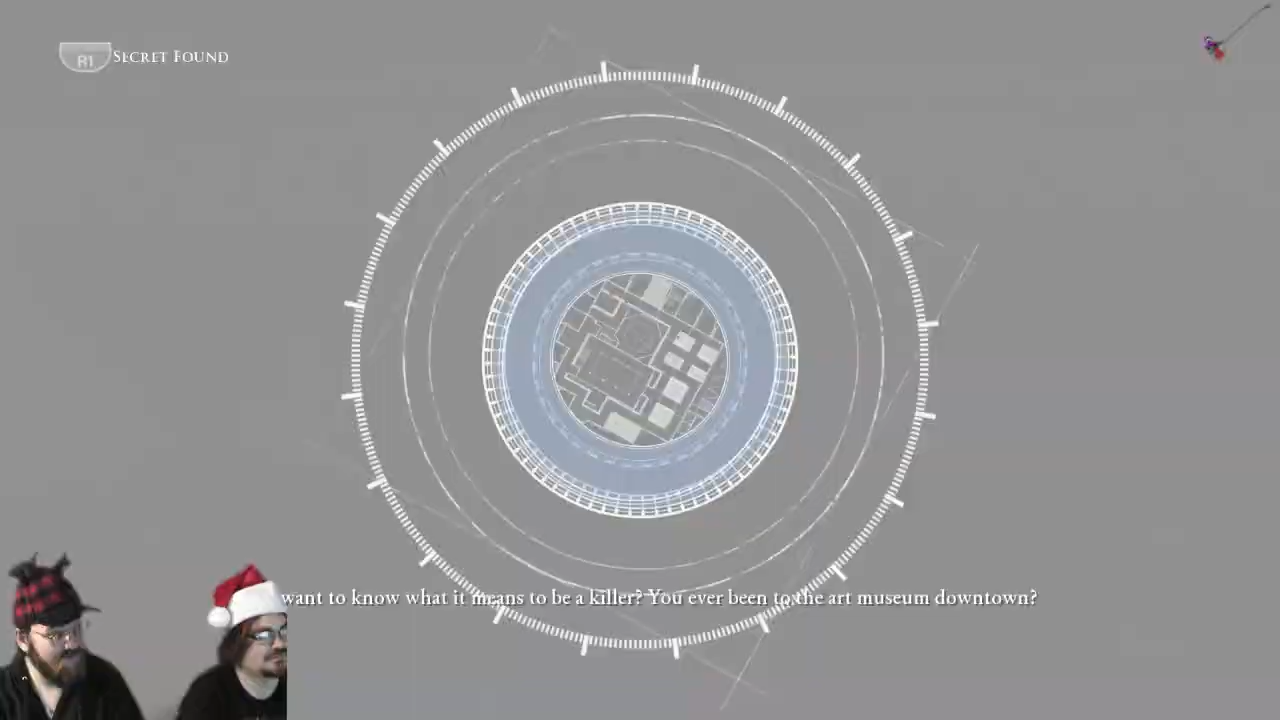 R1 SECRET FOUND
want to know what it means to be a killer? You ever been to the art museum downtown?